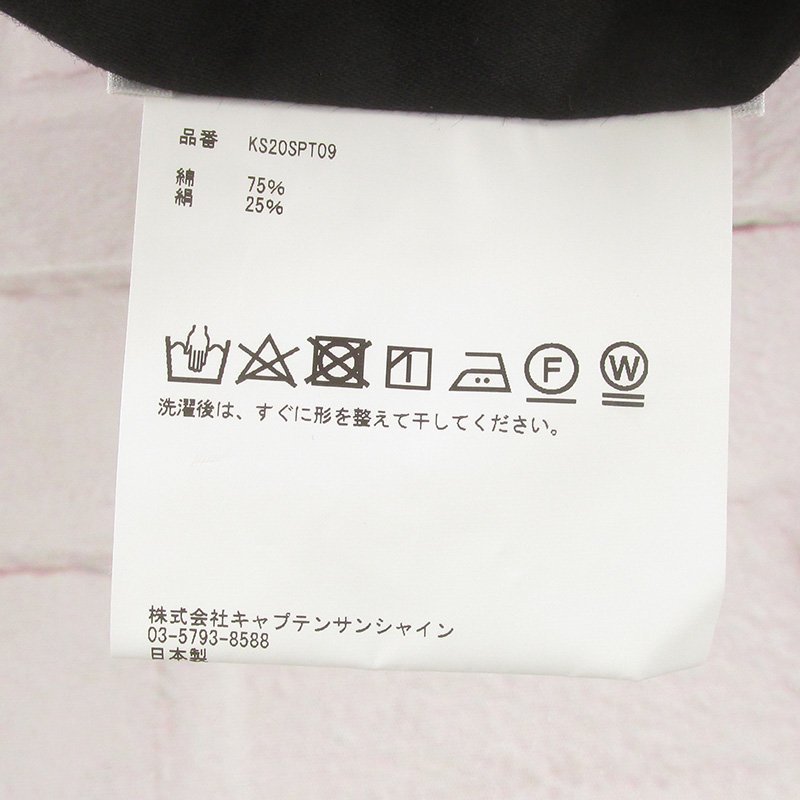 品番 KS20SPT09
綿 75%
絹 25%
F W
洗濯後は、すぐに形を整えて干してください。
株式会社キャプテンサンシャイン
03-5793-8588
日本製